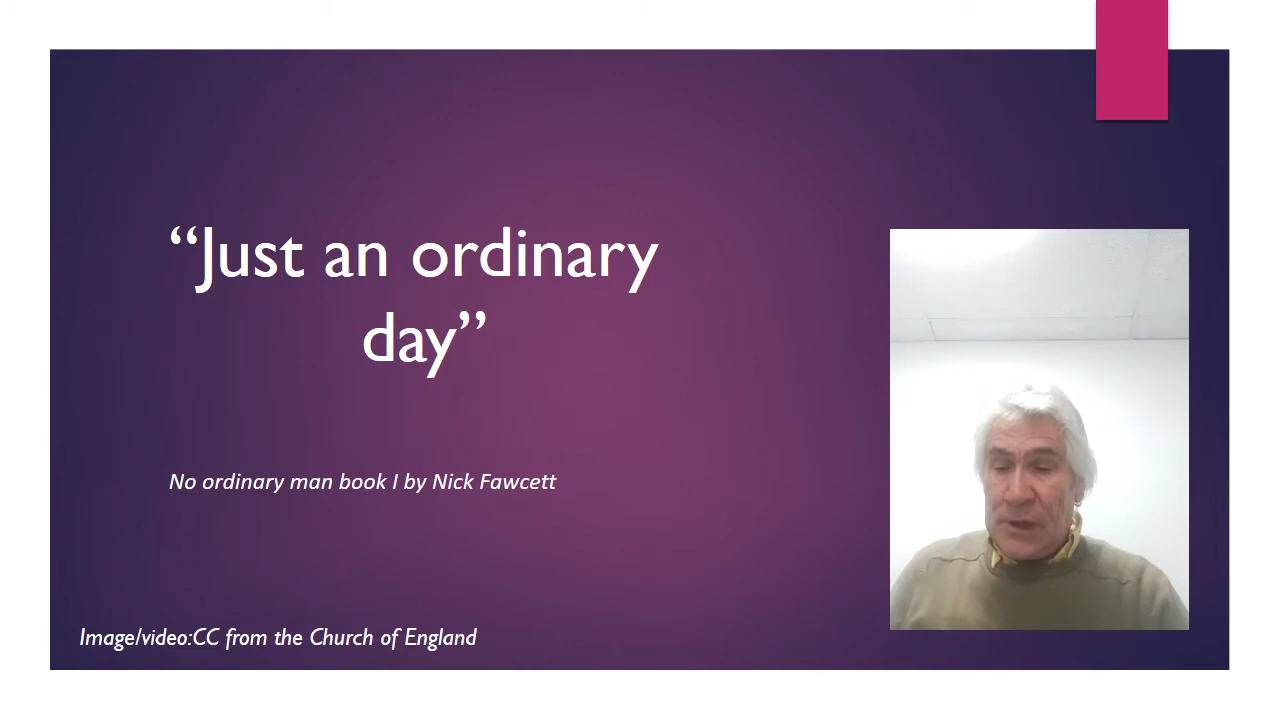 “Just an ordinary
day”
No ordinary man book I by Nick Fawcett
Image/video:CC from the Church of England